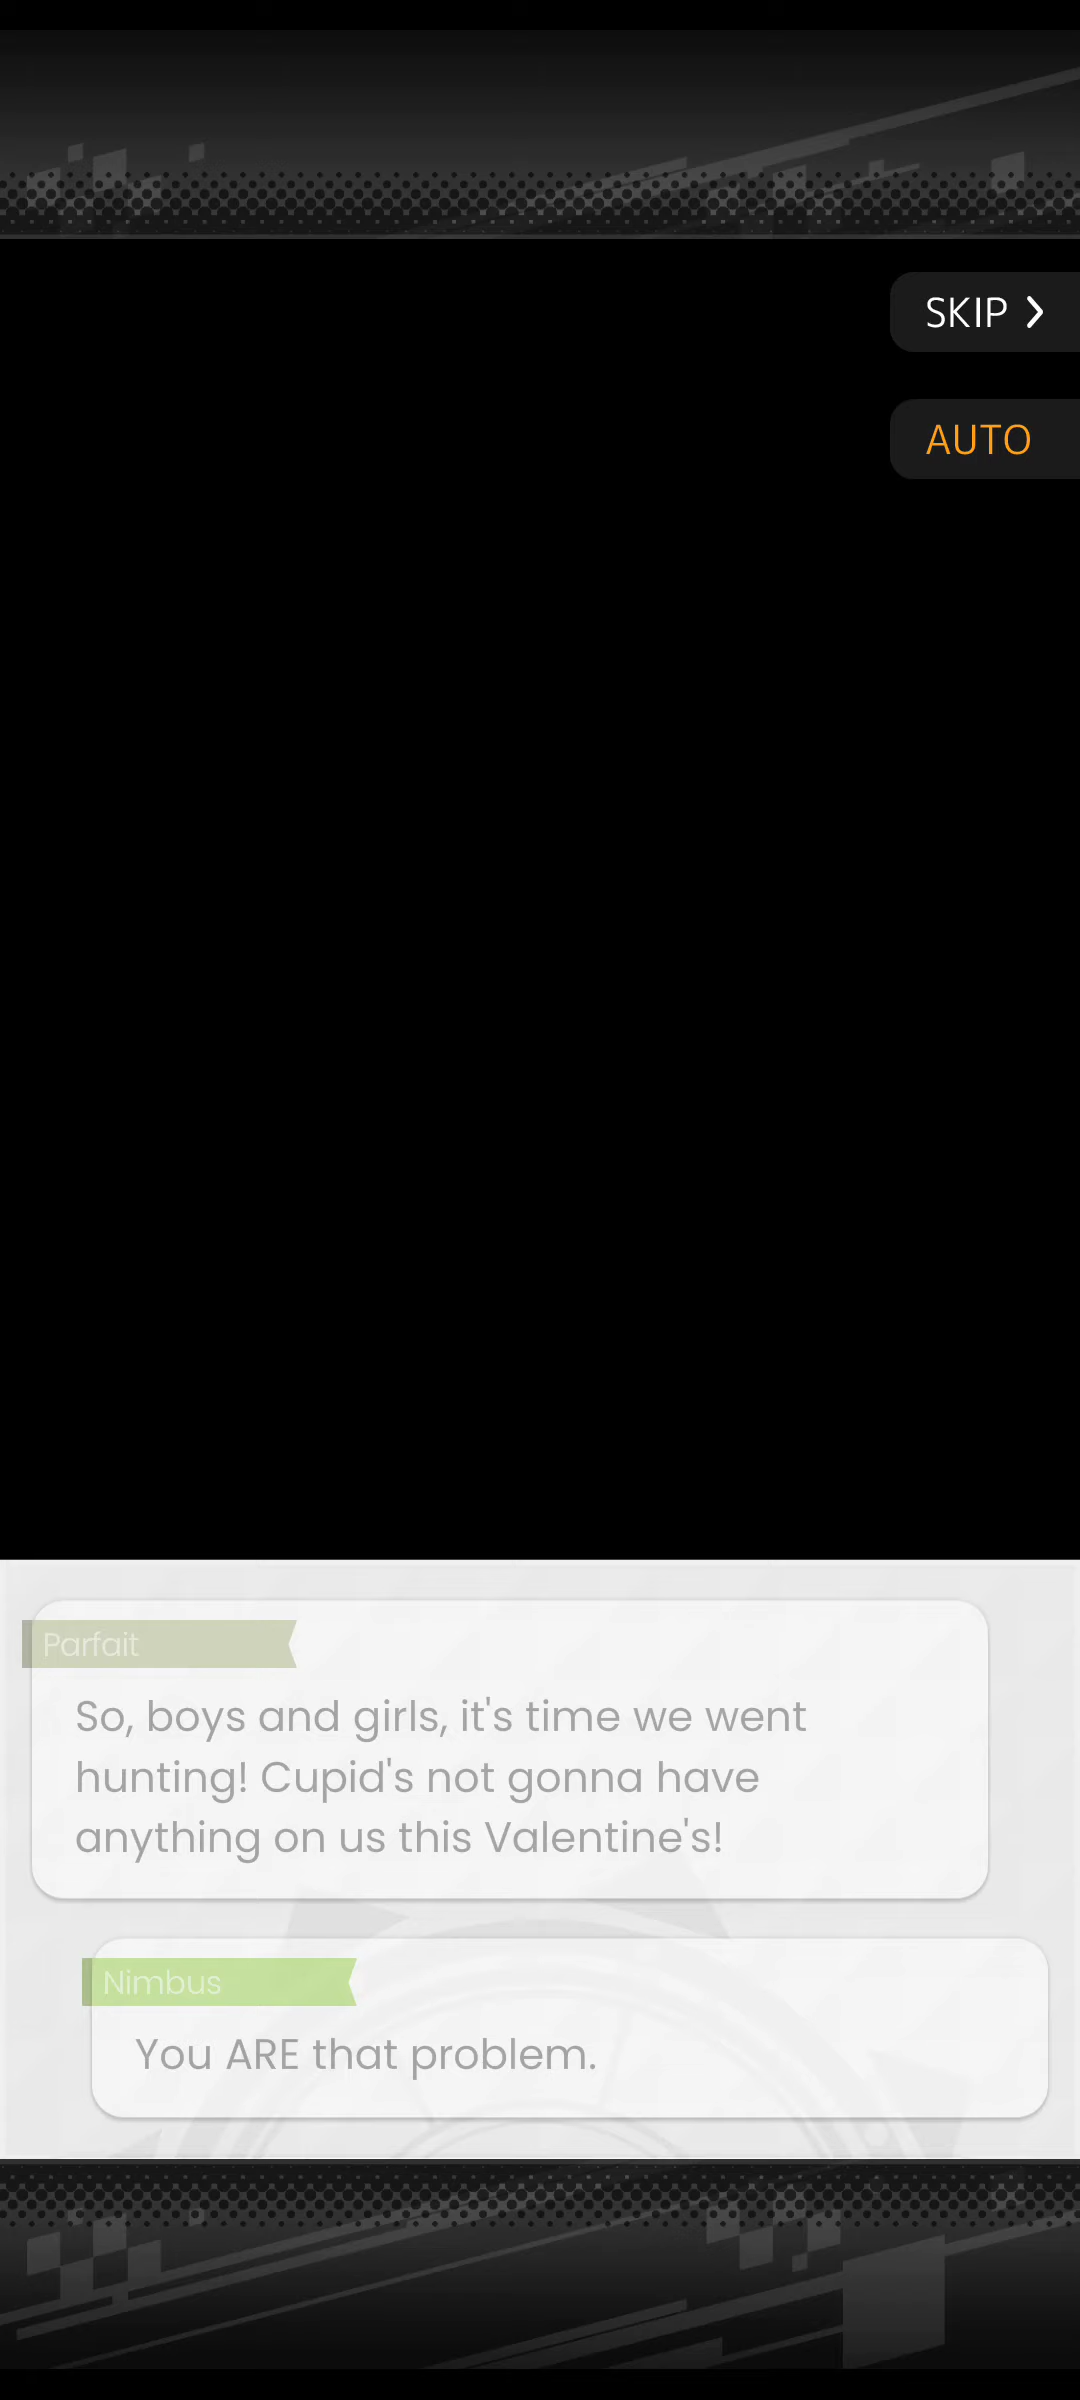 SKIP
AUTO
Parfait
So, boys and girls, it's time we went
hunting! Cupid's not gonna have
anything on us this Valentine's!
Nimbus
You ARE that problem.